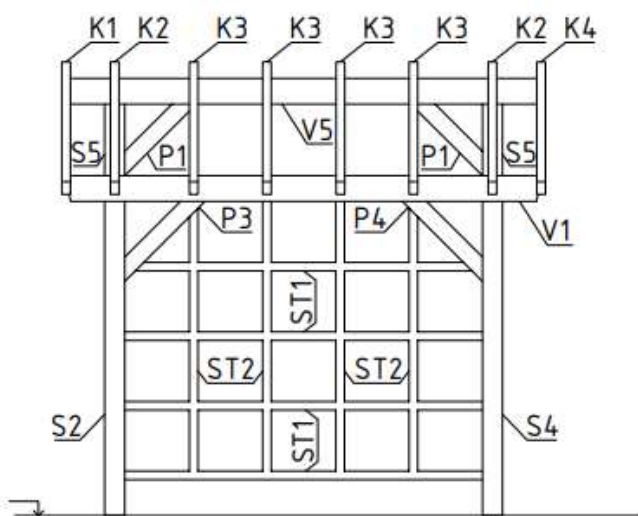 K1 K2 K3 K3 K3 K3 K2 K4
S5 P1 V5 P1 S5
P3 P4 V1
ST1
ST2 ST2
S2 ST1 S4